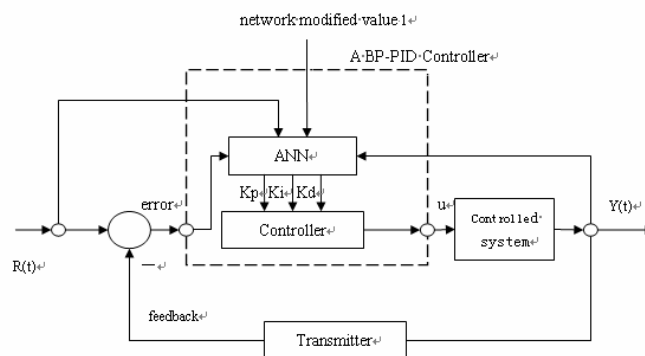 network modified value 1
A BP-PID Controller
ANN
error
Kp Ki Kd
u
Controlled
system
Y(t)
Controller
R(t)
—
feedback
Transmitter